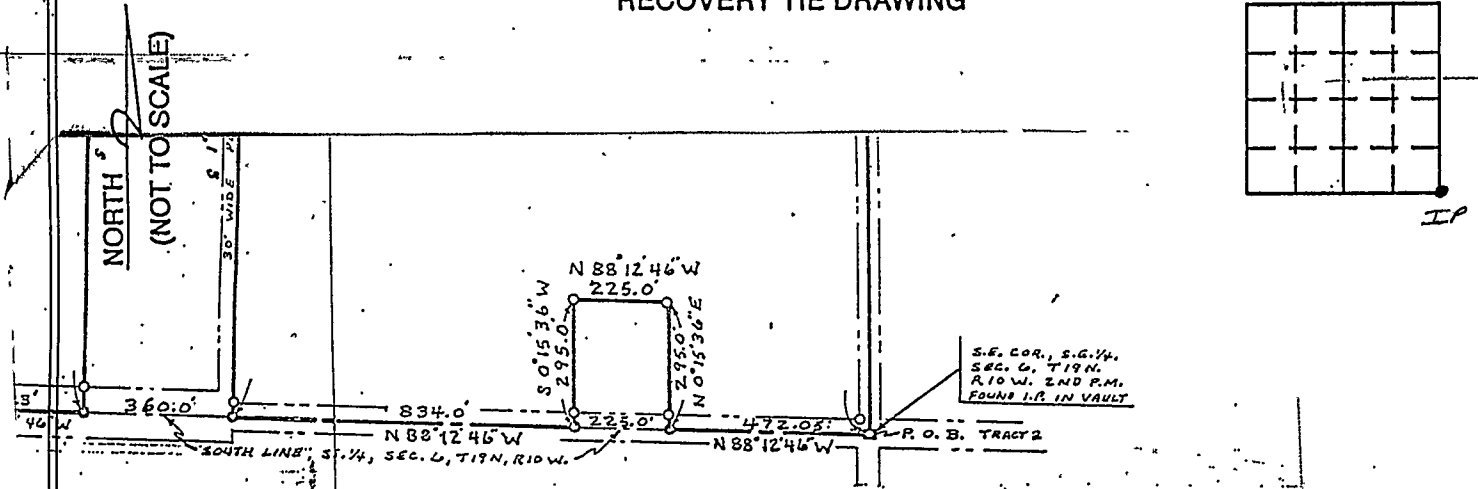 RECOVERY TIE DRAWING
NORTH
(NOT TO SCALE)
30' WIDE
IP
N 88°12'46" W
225.0'
S 0°15'36" W
295.0'
295.0'
N 0°15'36" E
S.E. COR., S.E. 1/4,
SEC. 6, T19N.
R10W. 2ND P.M.
FOUND I.P. IN VAULT
3'
46" W
360.0'
834.0'
N 88°12'46" W
225.0'
472.05'
N 88°12'46" W
P.O.B. TRACT 2
SOUTH LINE, 1/4, SEC. 6, T19N, R10W.